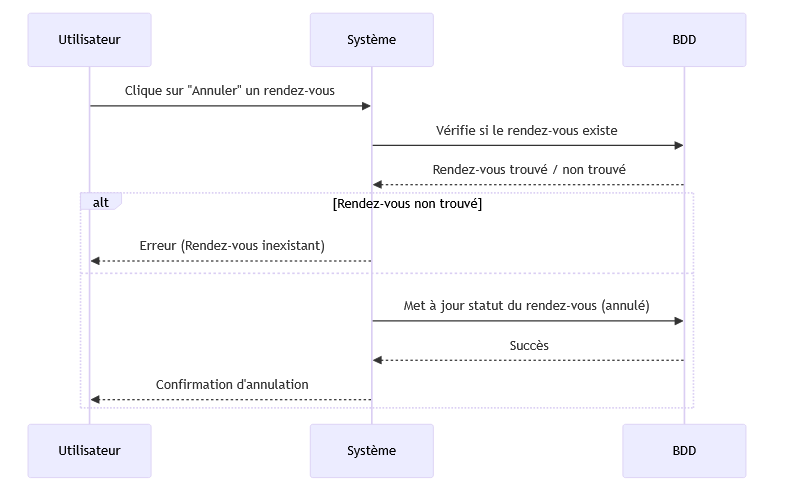 Utilisateur
Système
BDD
Clique sur "Annuler" un rendez-vous
Vérifie si le rendez-vous existe
Rendez-vous trouvé / non trouvé
alt
[Rendez-vous non trouvé]
Erreur (Rendez-vous inexistant)
Met à jour statut du rendez-vous (annulé)
Succès
Confirmation d'annulation
Utilisateur
Système
BDD